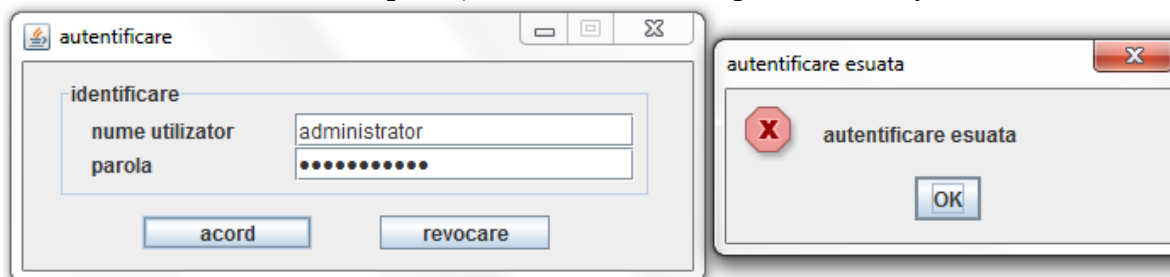 autentificare
identificare
nume utilizator administrator
parola
acord revocare
autentificare esuata
autentificare esuata
OK